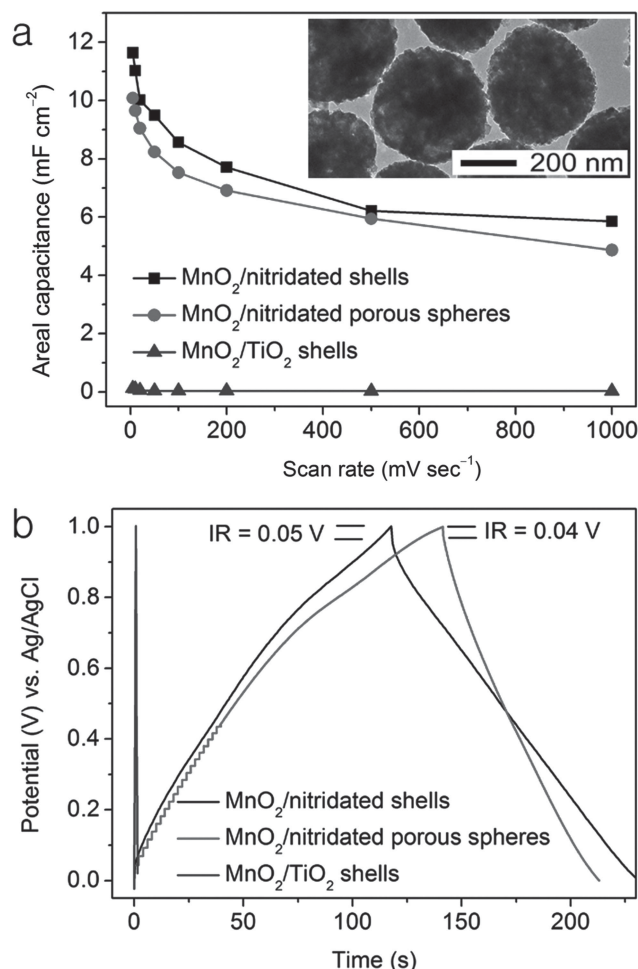 a
12
10
8
6
4
2
0
Areal capacitance (mF cm⁻²)
200 nm
MnO₂/nitridated shells
MnO₂/nitridated porous spheres
MnO₂/TiO₂ shells
0 200 400 600 800 1000
Scan rate (mV sec⁻¹)
b
1.0
0.8
0.6
0.4
0.2
0.0
Potential (V) vs. Ag/AgCl
IR = 0.05 V
IR = 0.04 V
MnO₂/nitridated shells
MnO₂/nitridated porous spheres
MnO₂/TiO₂ shells
0 50 100 150 200
Time (s)